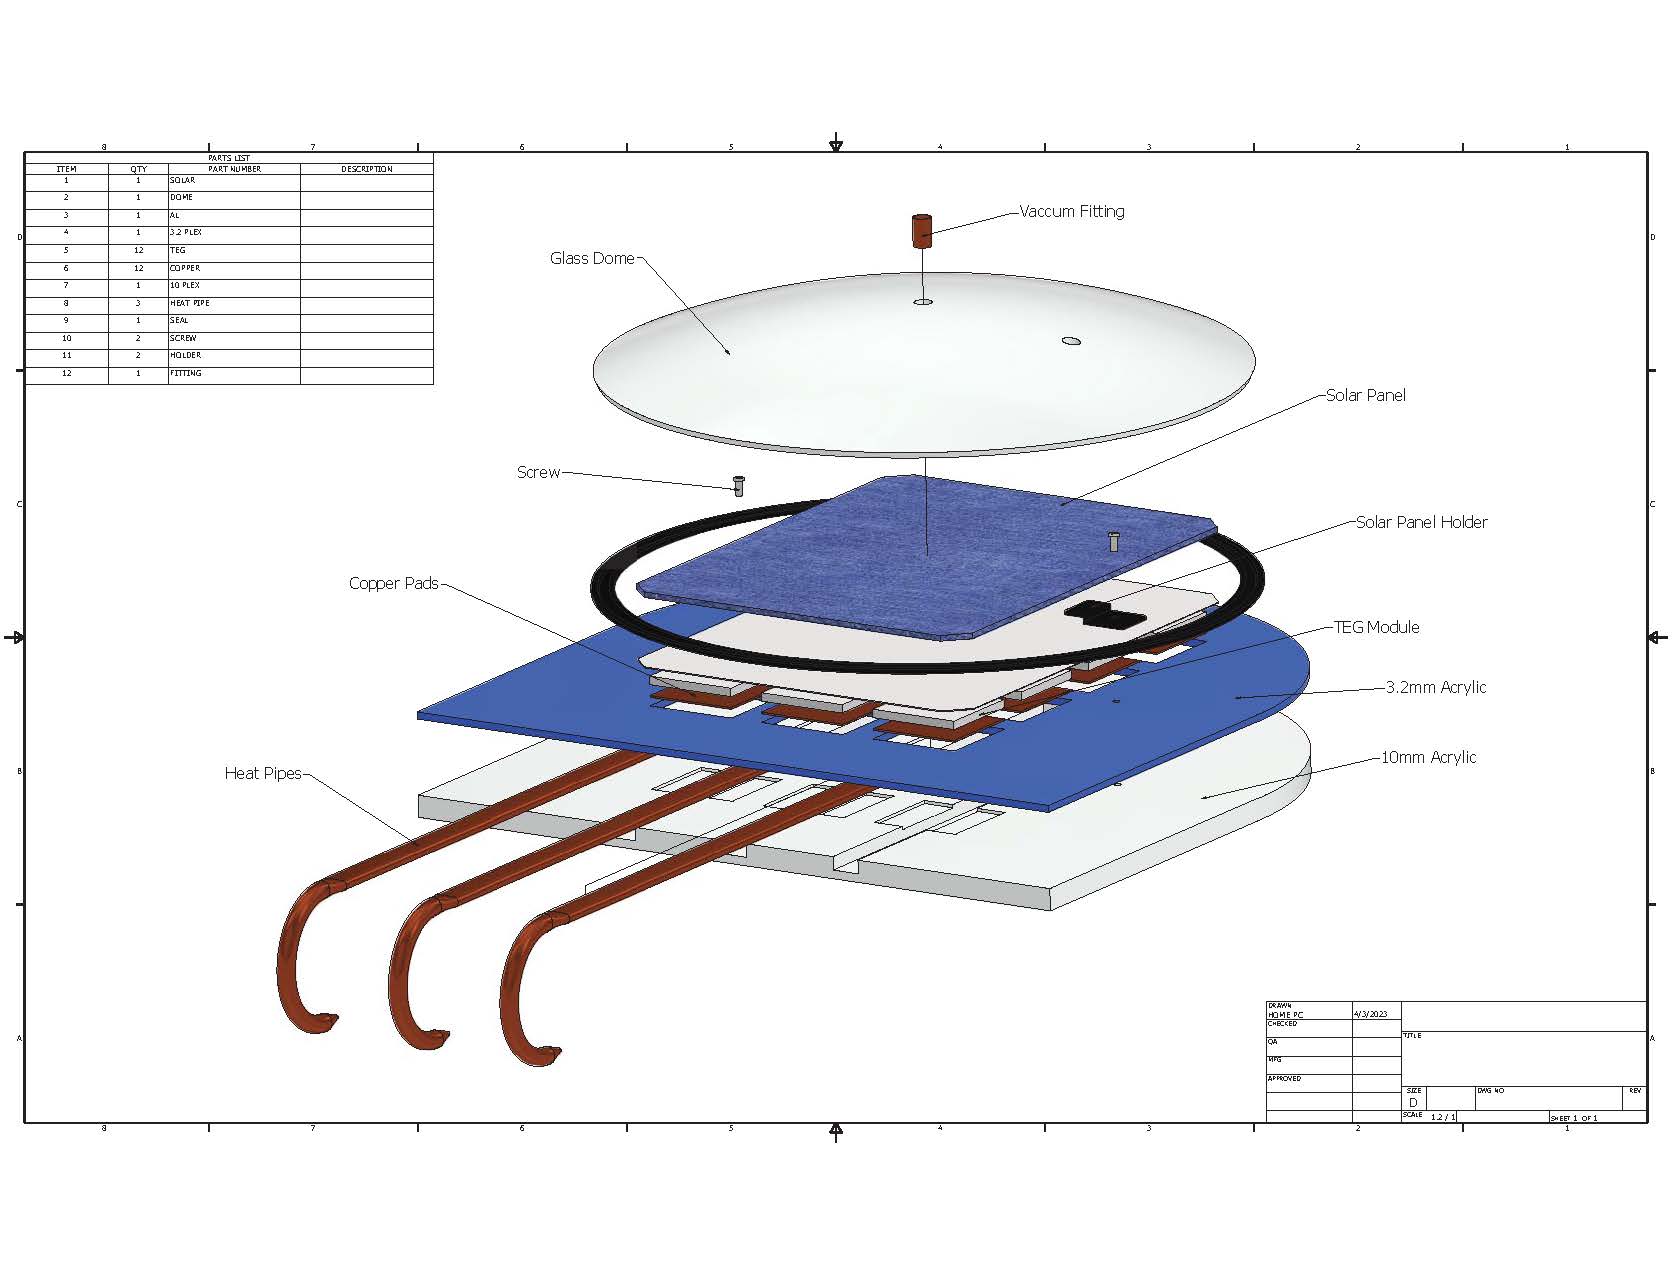 8 7 6 5 4 3 2 1
PARTS LIST
ITEM QTY PART NUMBER DESCRIPTION
1 1 SOLAR
2 1 DOME
3 1 AL
4 1 3.2 PLEX
5 12 TEG
6 12 COPPER
7 1 10 PLEX
8 3 HEAT PIPE
9 1 SEAL
10 2 SCREW
11 2 HOLDER
12 1 FITTING
D D
Vaccum Fitting
Glass Dome
Solar Panel
Screw
C C
Solar Panel Holder
Copper Pads
TEG Module
3.2mm Acrylic
10mm Acrylic
B B
Heat Pipes
A A
DRAWN
HOME PC 4/3/2023
CHECKED
QA
MFG
APPROVED
TITLE
SIZE
D
DWG NO
REV
SCALE 1.2 / 1
SHEET 1 OF 1
8 7 6 5 4 3 2 1